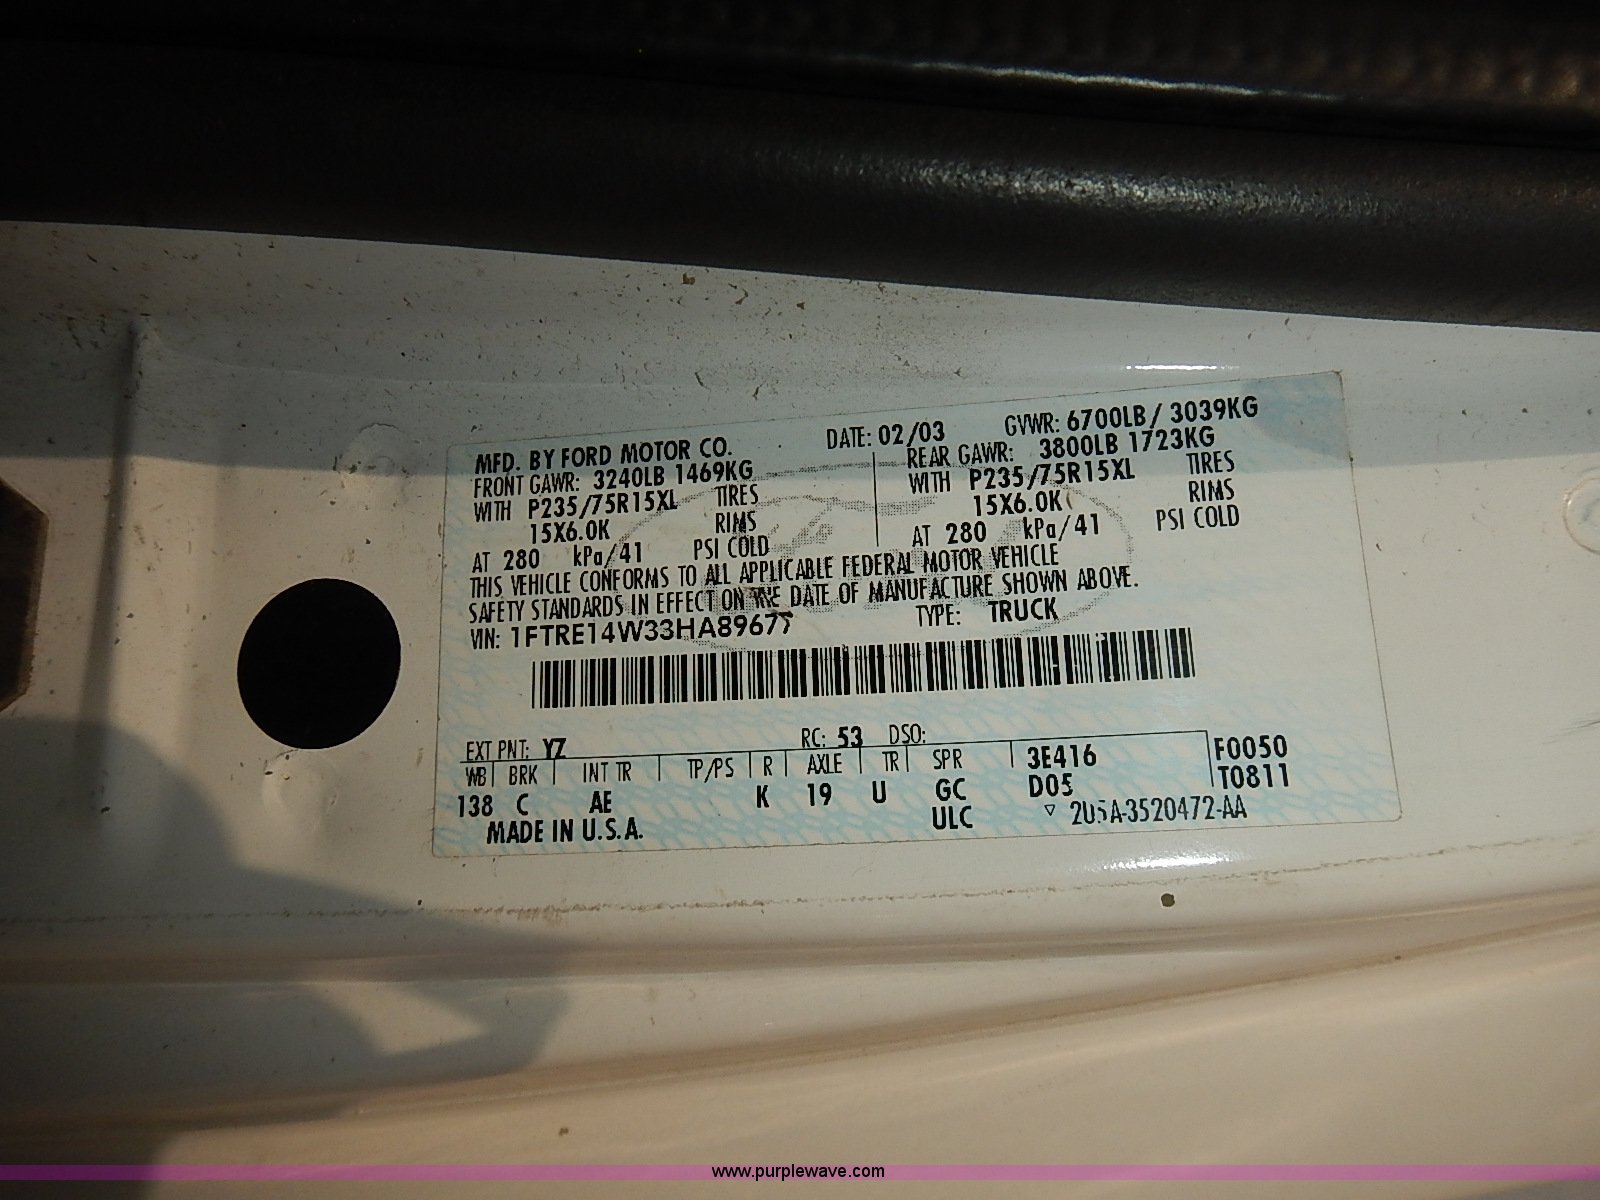 MFD. BY FORD MOTOR CO. DATE: 02/03 GVWR: 6700LB/ 3039KG
FRONT GAWR: 3240LB 1469KG REAR GAWR: 3800LB 1723KG
WITH P235/75R15XL TIRES WITH P235/75R15XL TIRES
15X6.0K RIMS 15X6.0K RIMS
AT 280 kPa/41 PSI COLD AT 280 kPa/41 PSI COLD
THIS VEHICLE CONFORMS TO ALL APPLICABLE FEDERAL MOTOR VEHICLE
SAFETY STANDARDS IN EFFECT ON THE DATE OF MANUFACTURE SHOWN ABOVE.
VIN: 1FTRE14W33HA89677 TYPE: TRUCK
EXT PNT: YZ RC: 53 DSO:
WB BRK INT TR TP/PS R AXLE TR SPR 3E416 F0050
138 C AE K 19 U GC D05 T0811
MADE IN U.S.A. ULC ▽ 2U5A-3520472-AA
www.purplewave.com